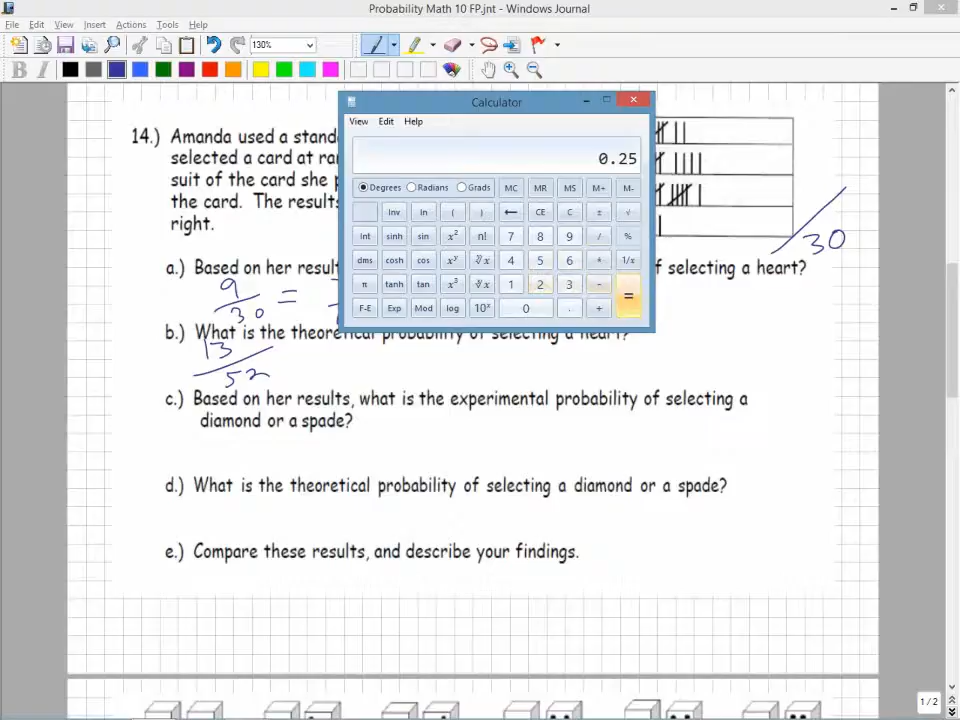 Probability Math 10 FP.jnt - Windows Journal
File Edit View Insert Actions Tools Help
130%
B I
14.) Amanda used a stand
selected a card at ra
suit of the card she p
the card. The results
right.
30
Calculator
View Edit Help
0.25
Degrees Radians Grads MC MR MS M+ M-
Inv ln ( ) ← CE C ± √
Int sinh sin x² n! 7 8 9 / %
dms cosh cos xʸ ʸ√x 4 5 6 * 1/x
π tanh tan x³ ³√x 1 2 3 - =
F-E Exp Mod log 10ˣ 0 . +
a.) Based on her result
f selecting a heart?
9/30 =
b.) What is the theoretical probability of selecting a heart?
13/52
c.) Based on her results, what is the experimental probability of selecting a
diamond or a spade?
d.) What is the theoretical probability of selecting a diamond or a spade?
e.) Compare these results, and describe your findings.
1/2